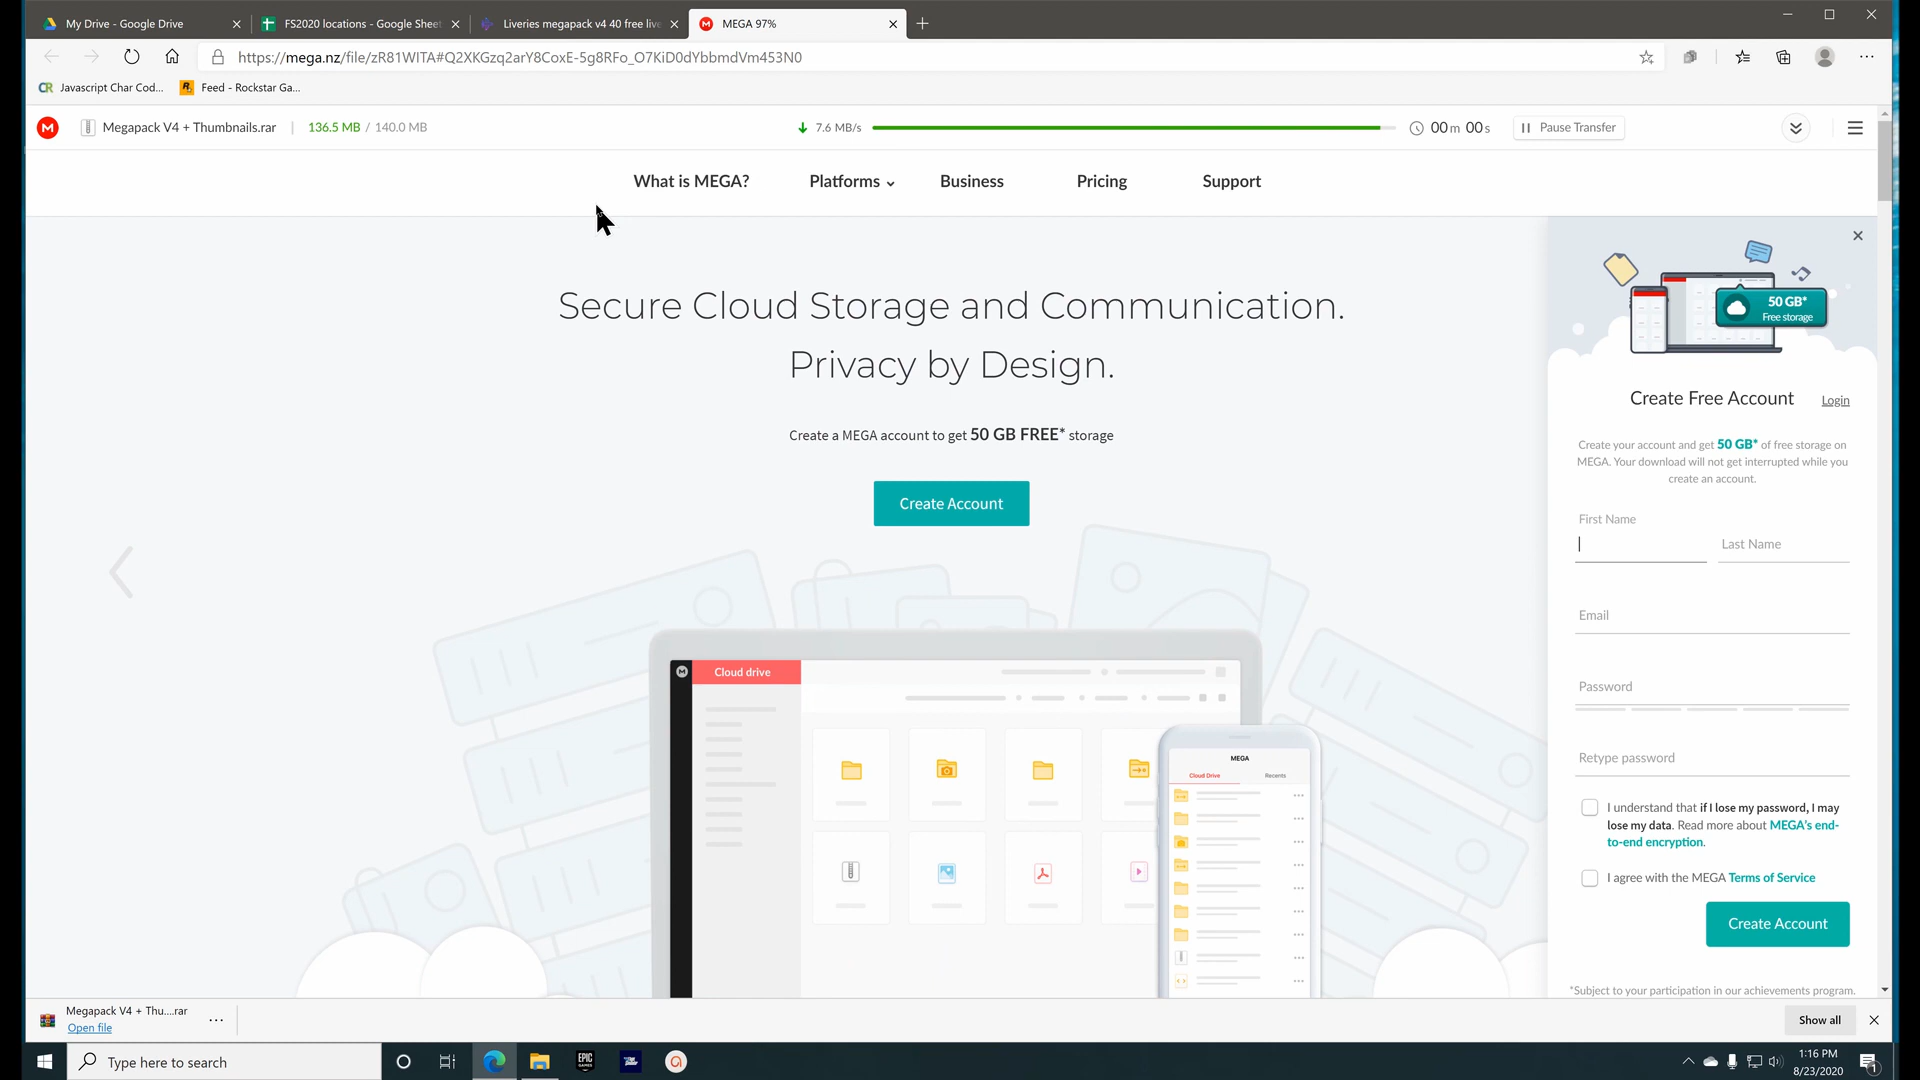 My Drive - Google Drive
FS2020 locations - Google Sheet
Liveries megapack v4 40 free live
MEGA 97%
https://mega.nz/file/zR81WITA#Q2XKGzq2arY8CoxE-5g8RFo_O7KiD0dYbbmdVm453N0
CR Javascript Char Cod...
Feed - Rockstar Ga...
M
Megapack V4 + Thumbnails.rar
136.5 MB / 140.0 MB
7.6 MB/s
00m 00s
Pause Transfer
What is MEGA?
Platforms
Business
Pricing
Support
Secure Cloud Storage and Communication.
Privacy by Design.
Create a MEGA account to get 50 GB FREE* storage
Create Account
Cloud drive
MEGA
Cloud Drive
Recents
50 GB*
Free storage
Create Free Account
Login
Create your account and get 50 GB* of free storage on
MEGA. Your download will not get interrupted while you
create an account.
First Name
Last Name
Email
Password
Retype password
I understand that if I lose my password, I may
lose my data. Read more about MEGA's end-
to-end encryption.
I agree with the MEGA Terms of Service
Create Account
*Subject to your participation in our achievements program.
Megapack V4 + Thu....rar
Open file
Show all
Type here to search
EPIC
GAMES
1:16 PM
8/23/2020
1